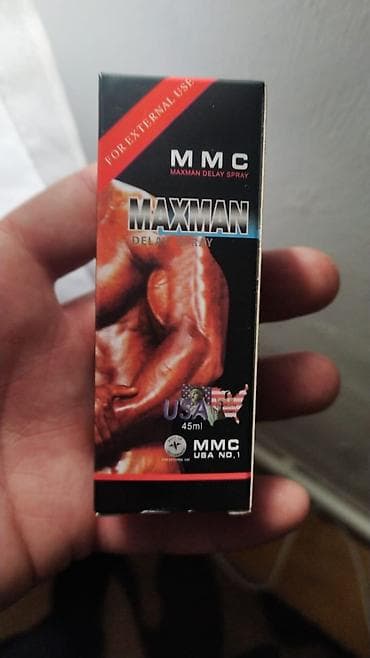 FOR EXTERNAL USE
MMC
MAXMAN DELAY SPRAY
MAXMAN
DELAY SPRAY
USA
45ml
MMC
USA NO.1